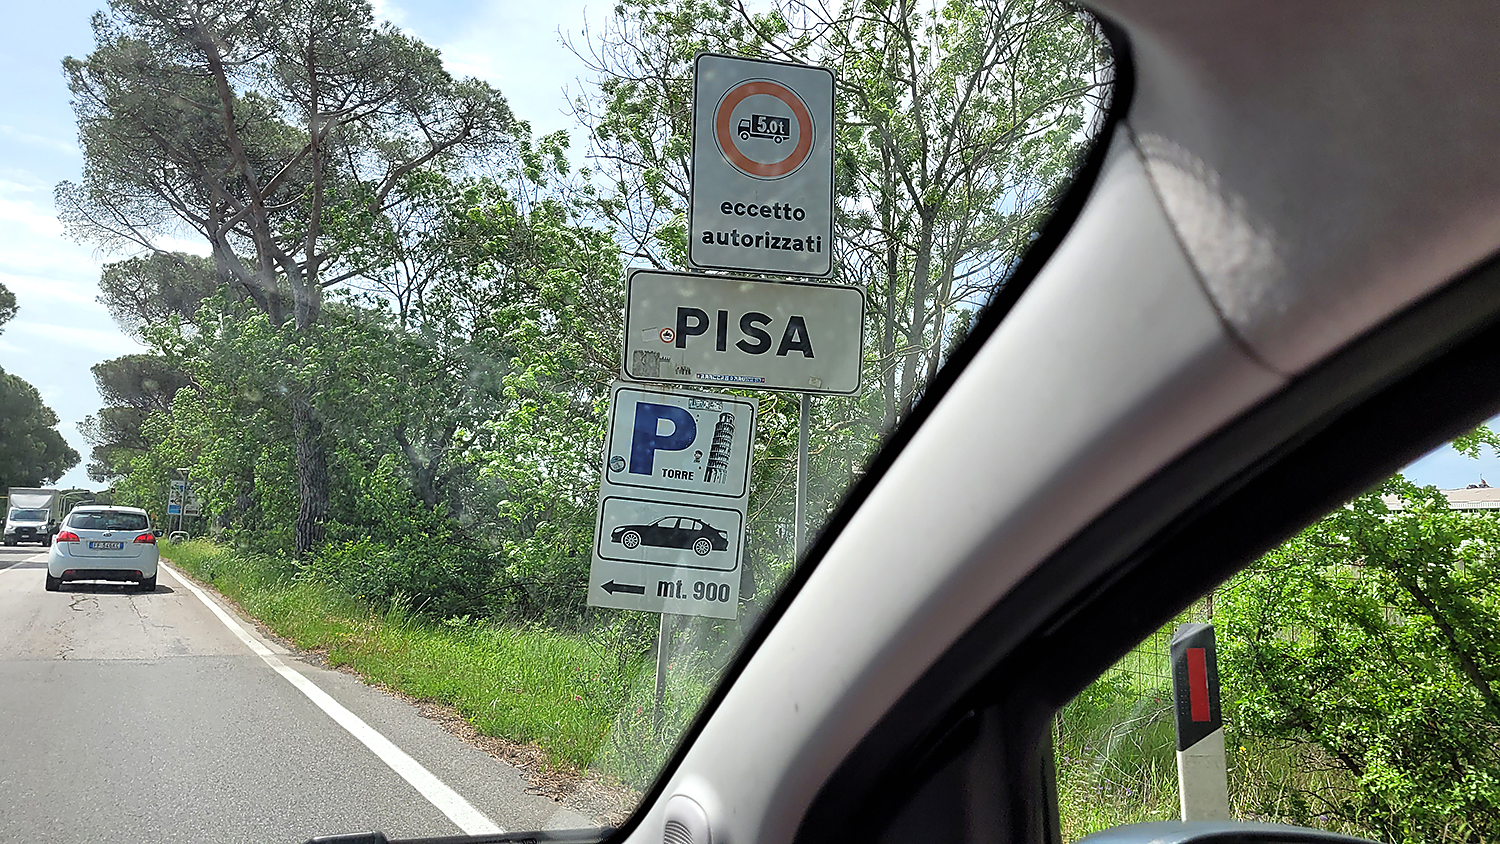 5.0t
eccetto
autorizzati
PISA
P
TORRE
mt. 900